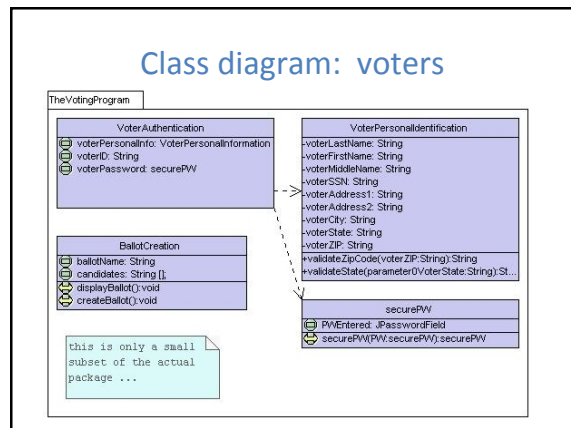 Class diagram: voters
TheVotingProgram
VoterAuthentication
voterPersonalInfo: VoterPersonalInformation
voterID: String
voterPassword: securePW
VoterPersonalIdentification
-voterLastName: String
-voterFirstName: String
-voterMiddleName: String
-voterSSN: String
-voterAddress1: String
-voterAddress2: String
-voterCity: String
-voterState: String
-voterZIP: String
+validateZipCode(voterZIP:String):String
+validateState(parameter0VoterState:String):St...
BallotCreation
ballotName: String
candidates: String [];
displayBallot():void
createBallot():void
securePW
PWEntered: JPasswordField
securePW(PW:securePW):securePW
this is only a small
subset of the actual
package ...